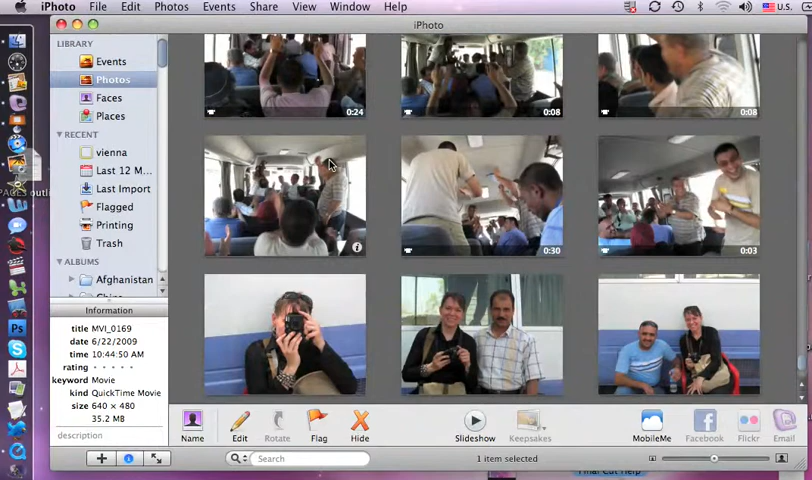 iPhoto File Edit Photos Events Share View Window Help U.S.
iPhoto
LIBRARY
Events
Photos
Faces
Places
RECENT
vienna
Last 12 M...
Last Import
Flagged
Printing
Trash
ALBUMS
Afghanistan
0:24
0:08
0:08
0:30
0:03
Information
title MVI_0169
date 6/22/2009
time 10:44:50 AM
rating
keyword Movie
kind QuickTime Movie
size 640 × 480
35.2 MB
description
Name Edit Rotate Flag Hide Slideshow Keepsakes MobileMe Facebook Flickr Email
Search
1 item selected
Final Cut Help